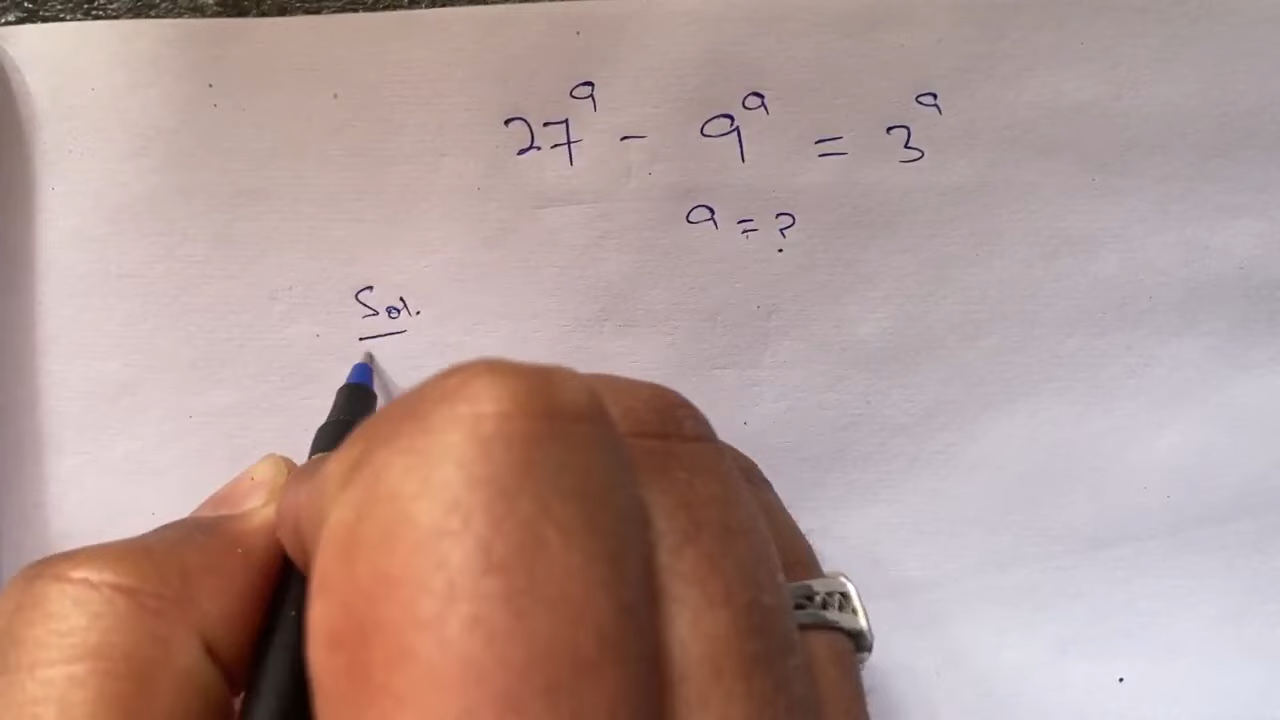 27^a - 9^a = 3^a
a = ?
Sol.